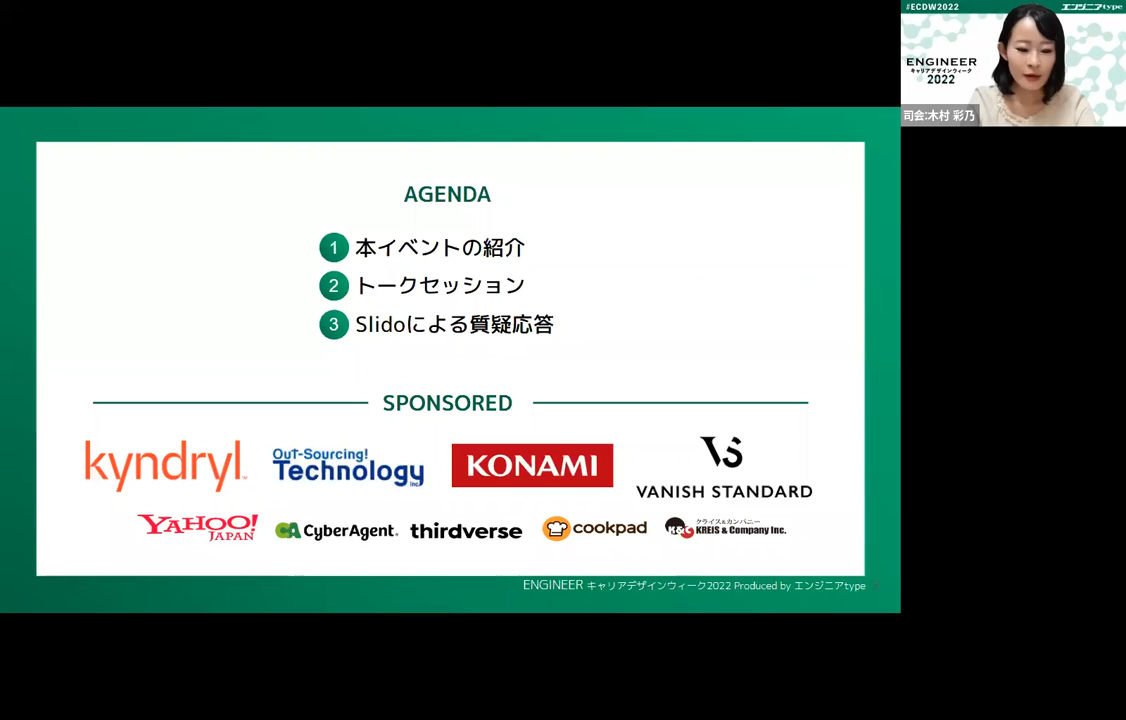 #ECDW2022
エンジニアtype
ENGINEER
キャリアデザインウィーク
2022
司会:木村 彩乃
AGENDA
1 本イベントの紹介
2 トークセッション
3 Slidoによる質疑応答
SPONSORED
kyndryl™
Out-Sourcing!
Technology Inc.
KONAMI
VS
VANISH STANDARD
YAHOO!
JAPAN
CA CyberAgent.
thirdverse
cookpad
K&C
クライス&カンパニー
KREIS & Company Inc.
ENGINEER キャリアデザインウィーク2022 Produced by エンジニアtype